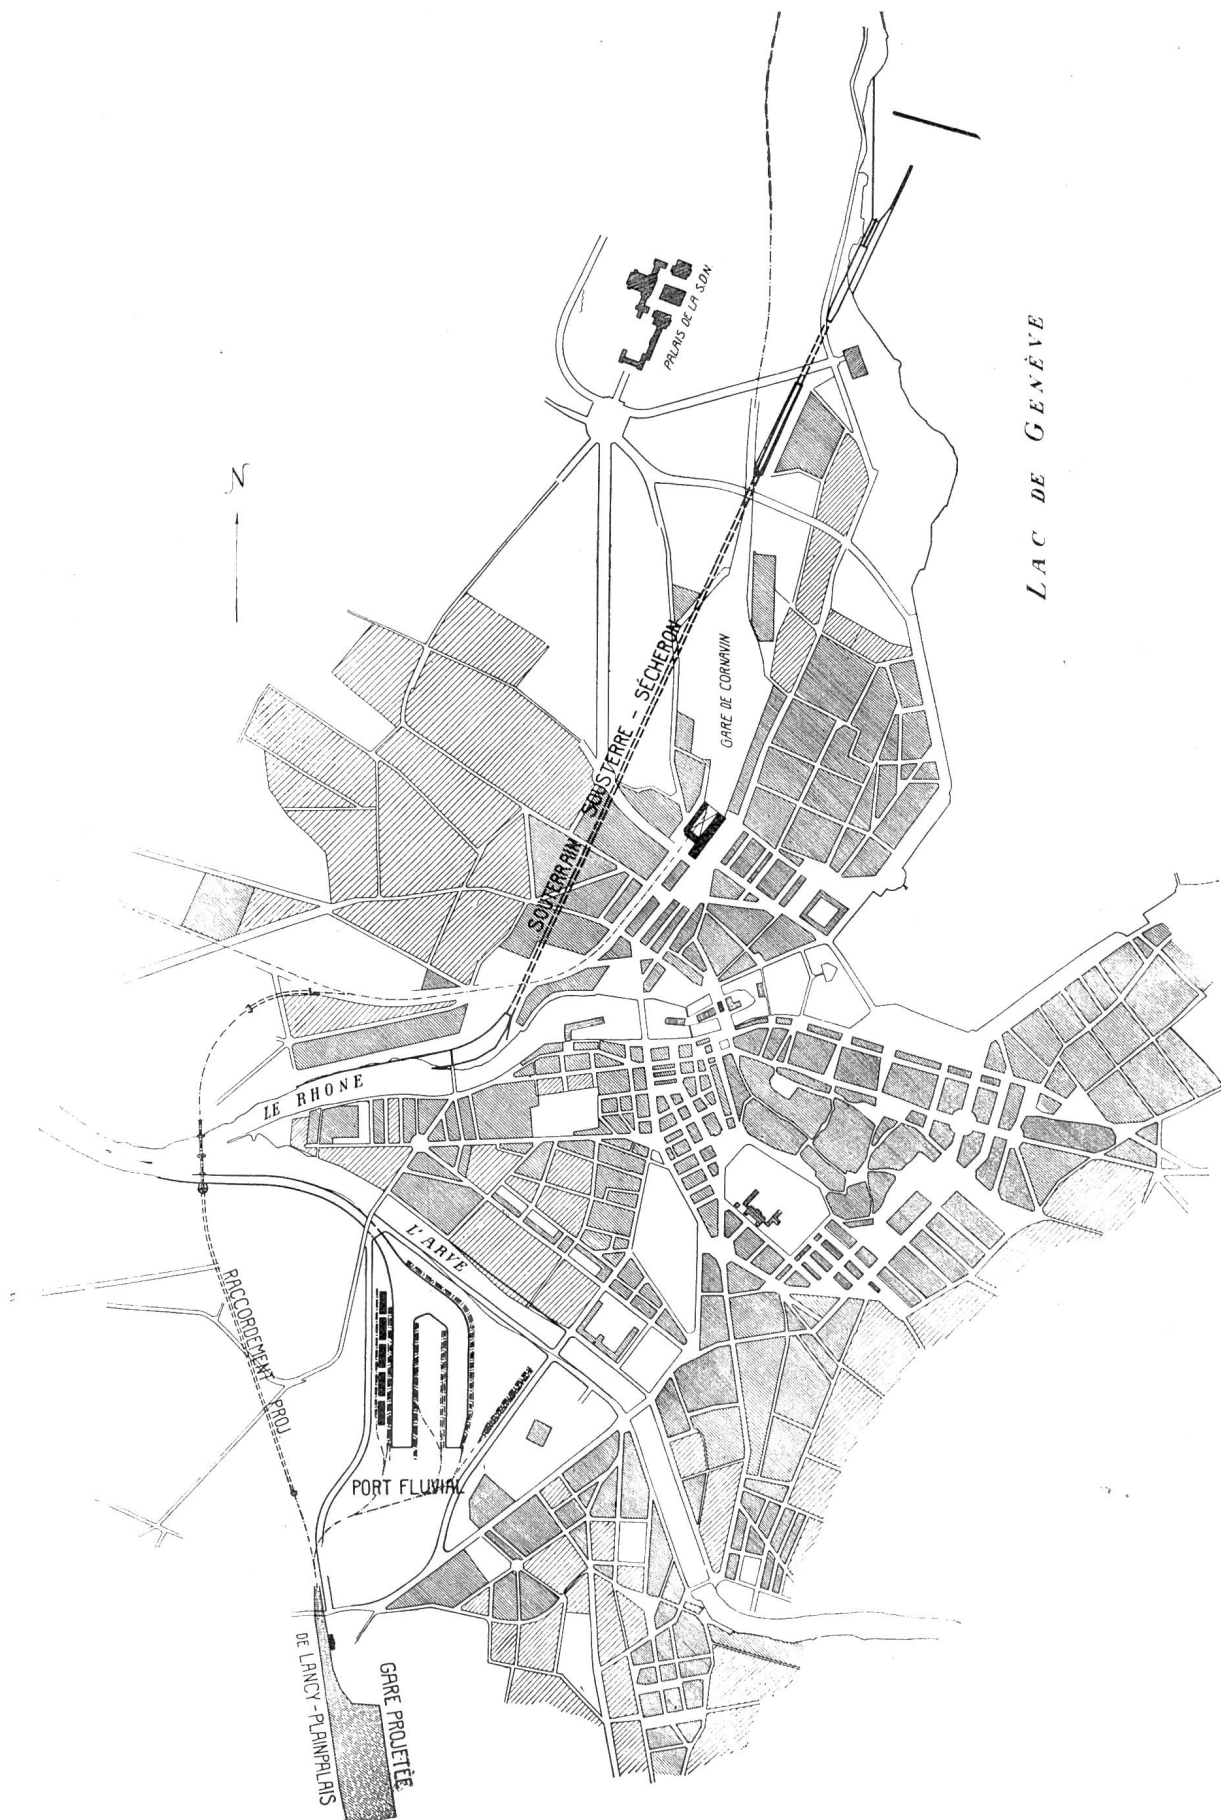 PALAIS DE LA S.D.N.
LAC DE GENÈVE
N
SOUTERRAIN SOUSTERRE - SÉCHERON
GARE DE CORNAVIN
LE RHONE
L'ARVE
RACCORDEMENT PROJ.
PORT FLUVIAL
GARE PROJETÉE
DE LANCY - PLAINPALAIS